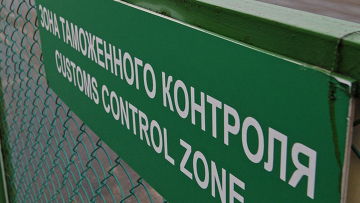 ЗОНА ТАМОЖЕННОГО КОНТРОЛЯ
CUSTOMS CONTROL ZONE